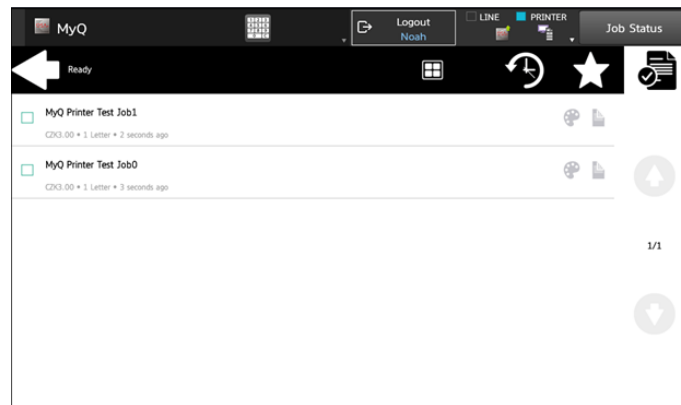 MyQ
Logout
Noah
LINE
PRINTER
Job Status
Ready
MyQ Printer Test Job1
CZK3.00 • 1 Letter • 2 seconds ago
MyQ Printer Test Job0
CZK3.00 • 1 Letter • 3 seconds ago
1/1